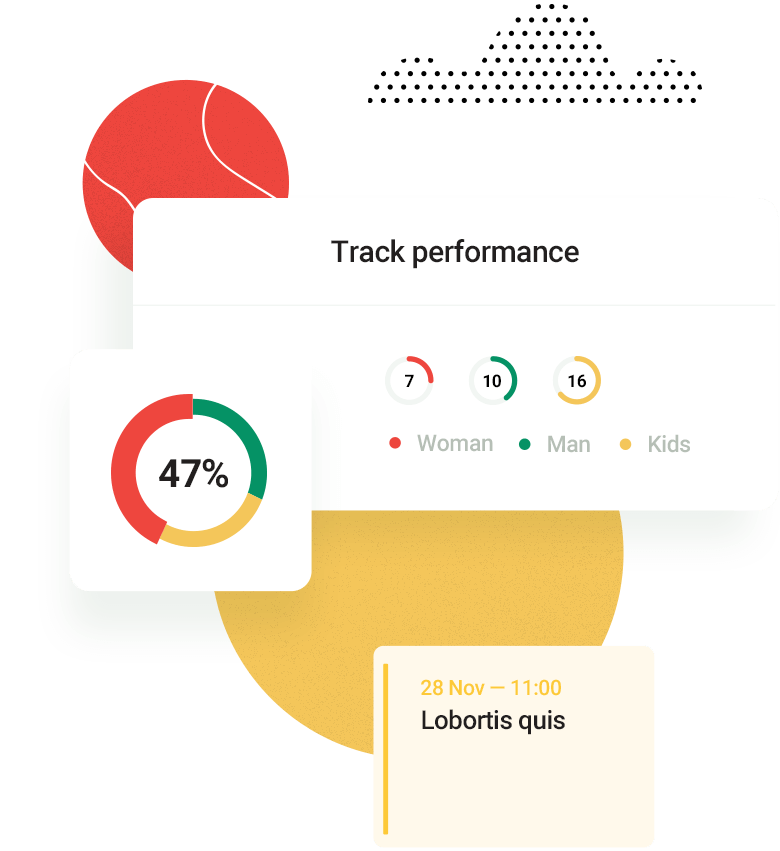 Track performance
7 10 16
Woman Man Kids
47%
28 Nov — 11:00
Lobortis quis